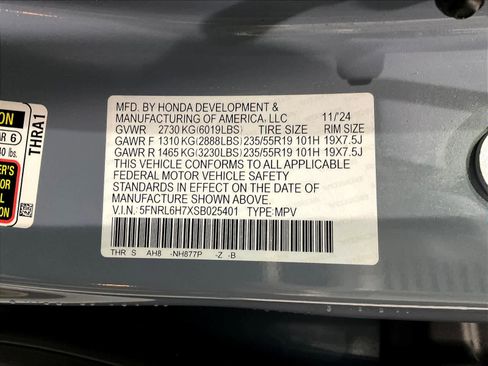 MFD. BY HONDA DEVELOPMENT &
MANUFACTURING OF AMERICA, LLC 11/'24
GVWR 2730 KG(6019LBS) TIRE SIZE RIM SIZE
GAWR F 1310 KG(2888LBS) 235/55R19 101H 19X7.5J
GAWR R 1465 KG(3230LBS) 235/55R19 101H 19X7.5J
THIS VEHICLE CONFORMS TO ALL APPLICABLE
FEDERAL MOTOR VEHICLE SAFETY
STANDARDS IN EFFECT ON THE DATE OF
MANUFACTURE SHOWN ABOVE.
V.I.N.: 5FNRL6H7XSB025401 TYPE:MPV
THR S AH8 -NH877P -Z -B
THRA1